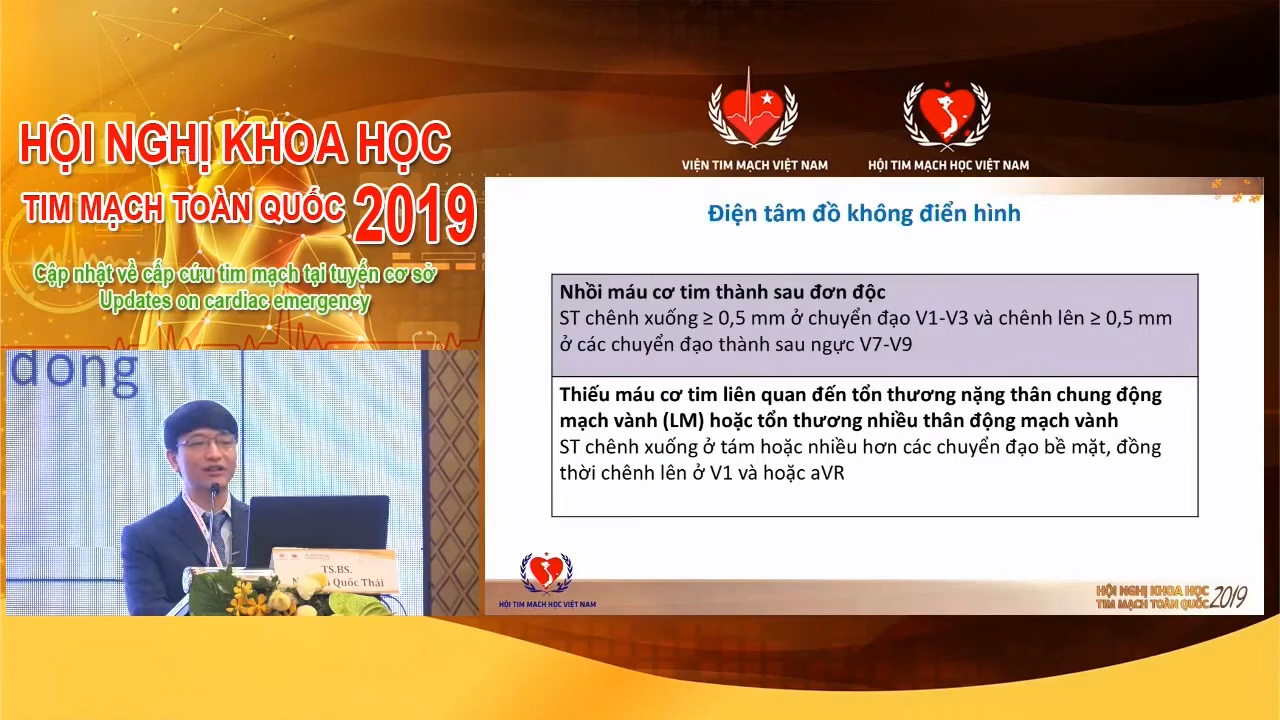 HỘI NGHỊ KHOA HỌC
TIM MẠCH TOÀN QUỐC 2019
Cập nhật về cấp cứu tim mạch tại tuyến cơ sở
Updates on cardiac emergency
VIỆN TIM MẠCH VIỆT NAM
HỘI TIM MẠCH HỌC VIỆT NAM
Điện tâm đồ không điển hình
Nhồi máu cơ tim thành sau đơn độc
ST chênh xuống ≥ 0,5 mm ở chuyển đạo V1-V3 và chênh lên ≥ 0,5 mm
ở các chuyển đạo thành sau ngực V7-V9
Thiếu máu cơ tim liên quan đến tổn thương nặng thân chung động
mạch vành (LM) hoặc tổn thương nhiều thân động mạch vành
ST chênh xuống ở tám hoặc nhiều hơn các chuyển đạo bề mặt, đồng
thời chênh lên ở V1 và hoặc aVR
HỘI TIM MẠCH HỌC VIỆT NAM
HỘI NGHỊ KHOA HỌC
TIM MẠCH TOÀN QUỐC 2019
TS.BS.
Quốc Thái